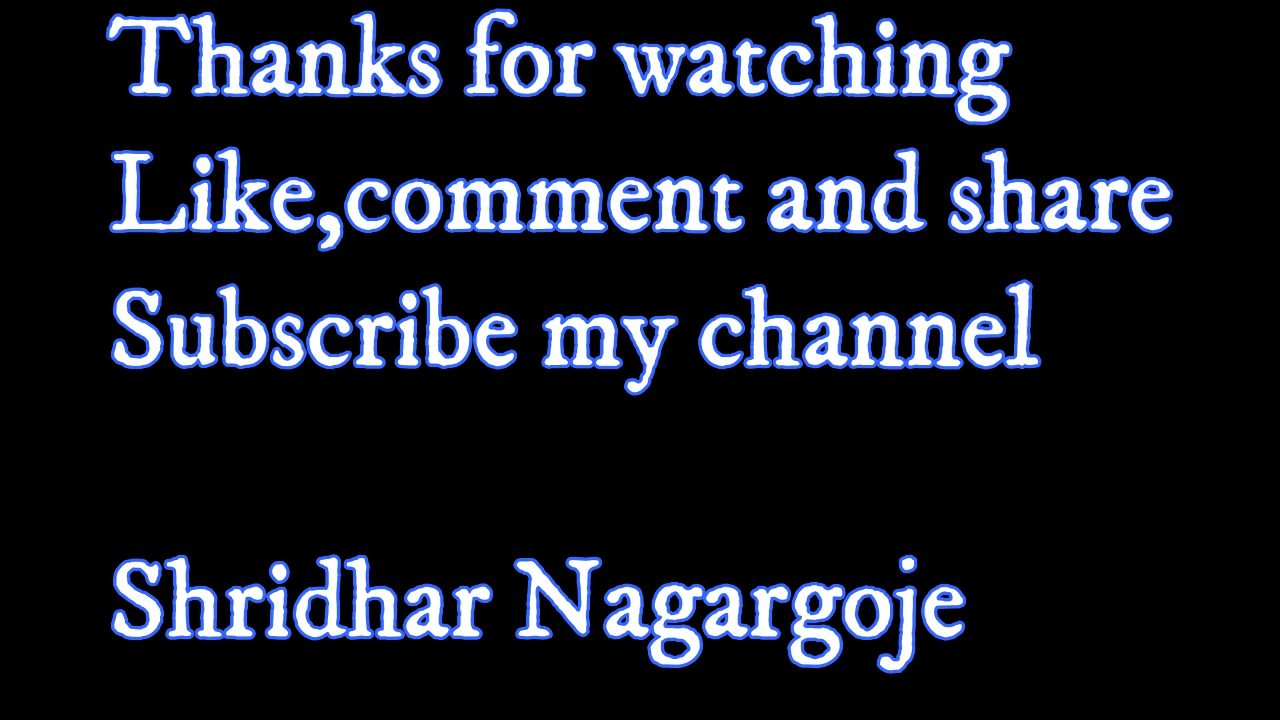 Thanks for watching
Like,comment and share
Subscribe my channel
Shridhar Nagargoje